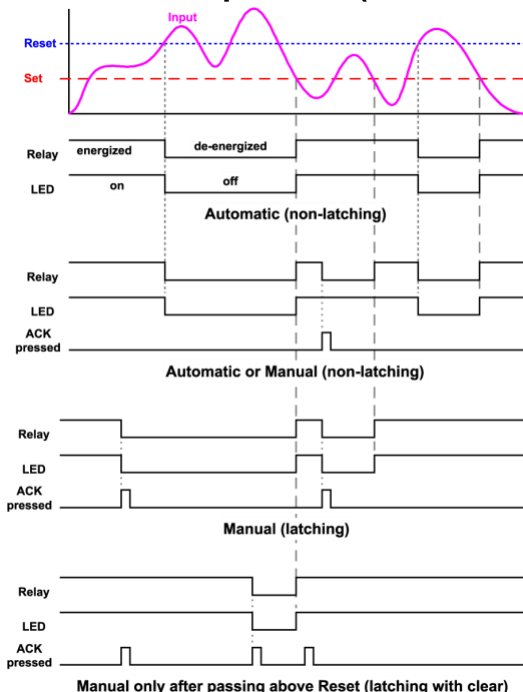 Input
Reset
Set
Relay energized de-energized
LED on off
Automatic (non-latching)
Relay
LED
ACK
pressed
Automatic or Manual (non-latching)
Relay
LED
ACK
pressed
Manual (latching)
Relay
LED
ACK
pressed
Manual only after passing above Reset (latching with clear)